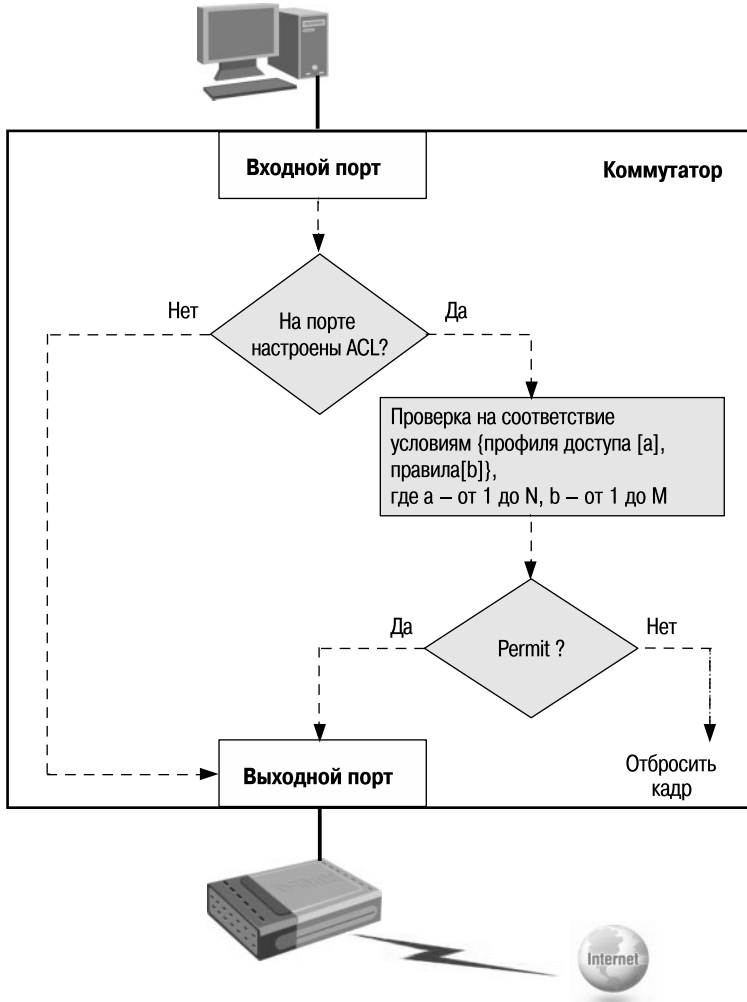 Входной порт
Коммутатор
Нет
На порте
настроены ACL?
Да
Проверка на соответствие
условиям {профиля доступа [a],
правила[b]},
где a – от 1 до N, b – от 1 до M
Да
Permit ?
Нет
Выходной порт
Отбросить
кадр
Internet